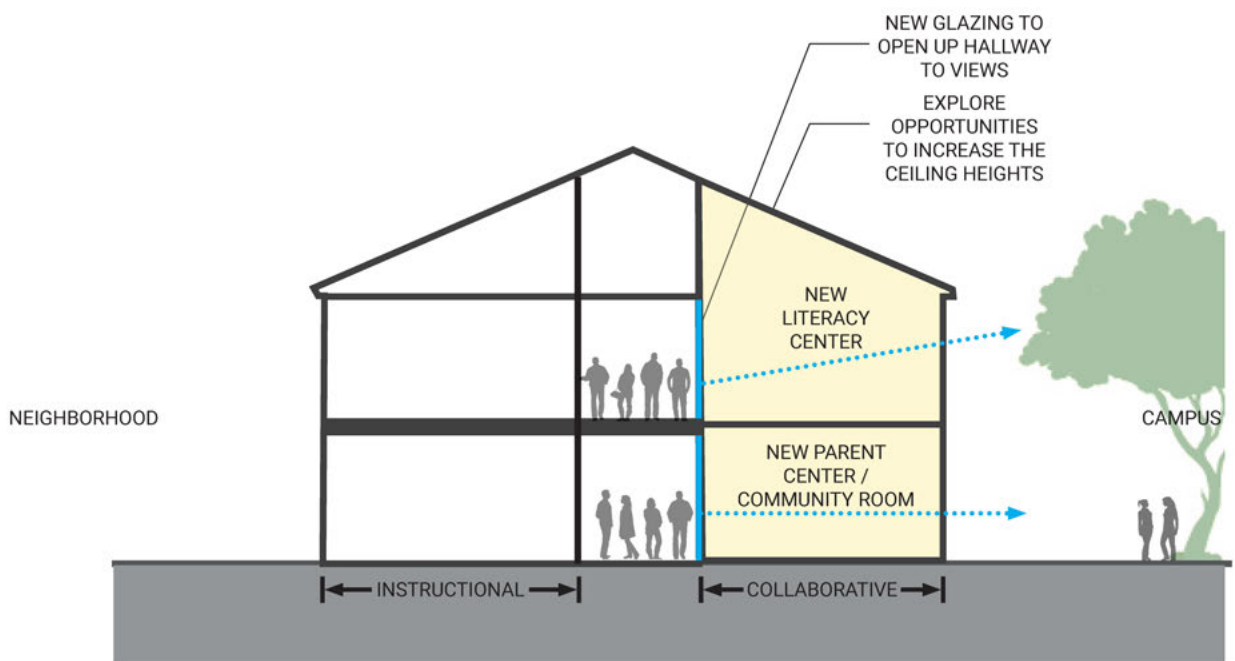 NEW GLAZING TO
OPEN UP HALLWAY
TO VIEWS
EXPLORE
OPPORTUNITIES
TO INCREASE THE
CEILING HEIGHTS
NEW
LITERACY
CENTER
NEIGHBORHOOD
CAMPUS
NEW PARENT
CENTER /
COMMUNITY ROOM
INSTRUCTIONAL
COLLABORATIVE